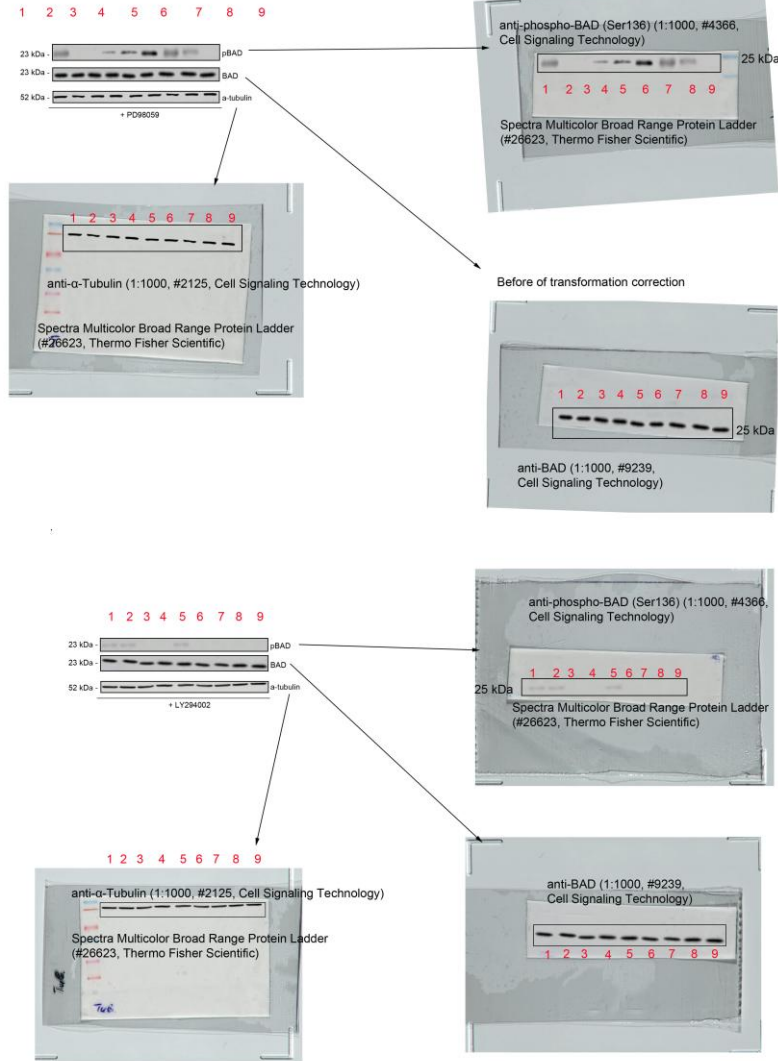 1 2 3 4 5 6 7 8 9
23 kDa - pBAD
23 kDa - BAD
52 kDa - a-tubulin
+ PD98059
anti-phospho-BAD (Ser136) (1:1000, #4366,
Cell Signaling Technology)
25 kDa
1 2 3 4 5 6 7 8 9
Spectra Multicolor Broad Range Protein Ladder
(#26623, Thermo Fisher Scientific)
1 2 3 4 5 6 7 8 9
anti-α-Tubulin (1:1000, #2125, Cell Signaling Technology)
Spectra Multicolor Broad Range Protein Ladder
(#26623, Thermo Fisher Scientific)
Before of transformation correction
1 2 3 4 5 6 7 8 9
25 kDa
anti-BAD (1:1000, #9239,
Cell Signaling Technology)
1 2 3 4 5 6 7 8 9
23 kDa - pBAD
23 kDa - BAD
52 kDa - a-tubulin
+ LY294002
anti-phospho-BAD (Ser136) (1:1000, #4366,
Cell Signaling Technology)
1 2 3 4 5 6 7 8 9
25 kDa
Spectra Multicolor Broad Range Protein Ladder
(#26623, Thermo Fisher Scientific)
1 2 3 4 5 6 7 8 9
anti-α-Tubulin (1:1000, #2125, Cell Signaling Technology)
Spectra Multicolor Broad Range Protein Ladder
(#26623, Thermo Fisher Scientific)
anti-BAD (1:1000, #9239,
Cell Signaling Technology)
1 2 3 4 5 6 7 8 9